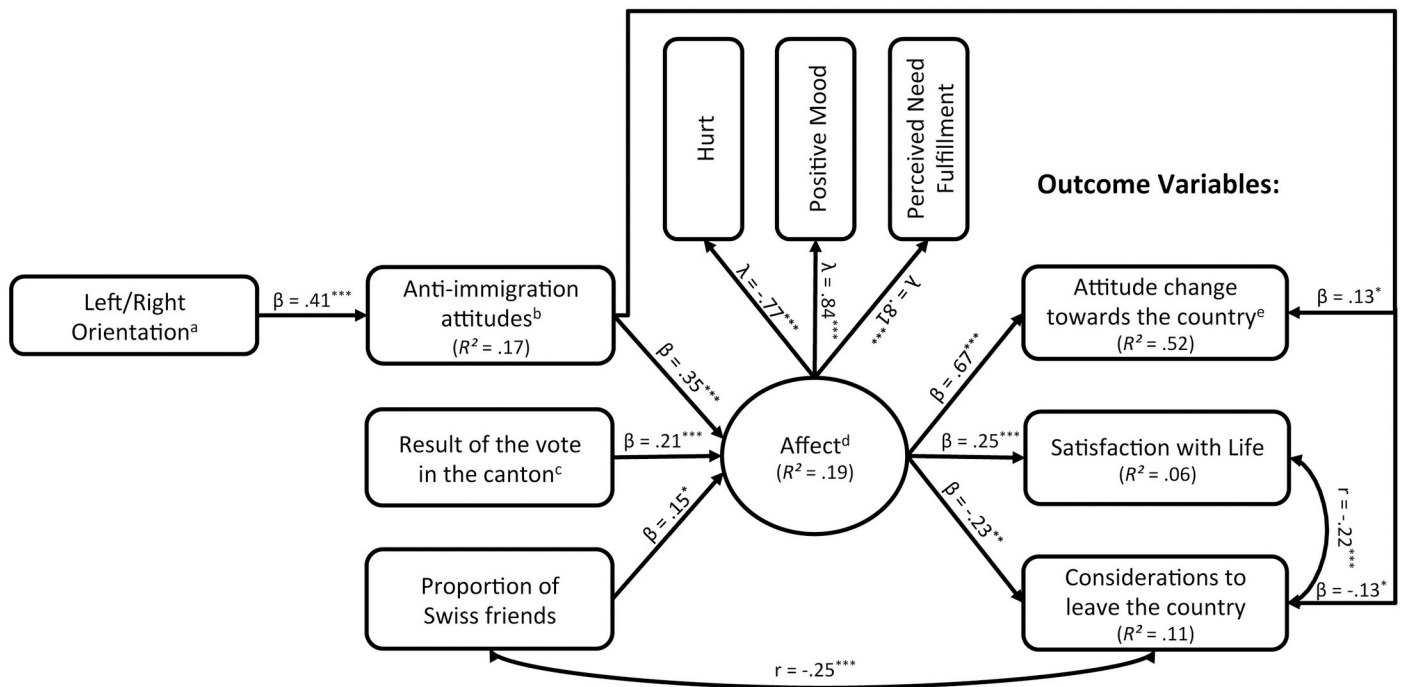 Hurt
Positive Mood
Perceived Need
Fulfillment
Outcome Variables:
Left/Right
Orientationᵃ
β = .41***
Anti-immigration
attitudesᵇ
(R² = .17)
λ = -.77***
λ = .84***
λ = .81***
Attitude change
towards the countryᵉ
(R² = .52)
β = .13*
β = .35***
β = .67***
Result of the vote
in the cantonᶜ
β = .21***
Affectᵈ
(R² = .19)
β = .25***
Satisfaction with Life
(R² = .06)
β = .15*
β = -.23**
r = -.22***
Proportion of
Swiss friends
Considerations to
leave the country
(R² = .11)
β = -.13*
r = -.25***